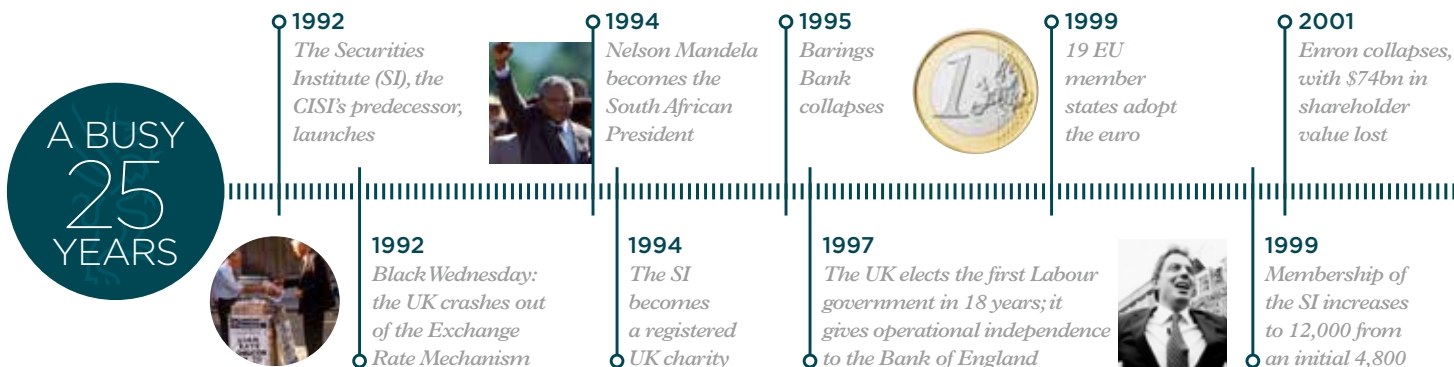 A BUSY
25
YEARS
1992
The Securities
Institute (SI), the
CISI's predecessor,
launches
1994
Nelson Mandela
becomes the
South African
President
1995
Barings
Bank
collapses
1
1999
19 EU
member
states adopt
the euro
2001
Enron collapses,
with $74bn in
shareholder
value lost
1992
Black Wednesday:
the UK crashes out
of the Exchange
Rate Mechanism
1994
The SI
becomes
a registered
UK charity
1997
The UK elects the first Labour
government in 18 years; it
gives operational independence
to the Bank of England
1999
Membership of
the SI increases
to 12,000 from
an initial 4,800